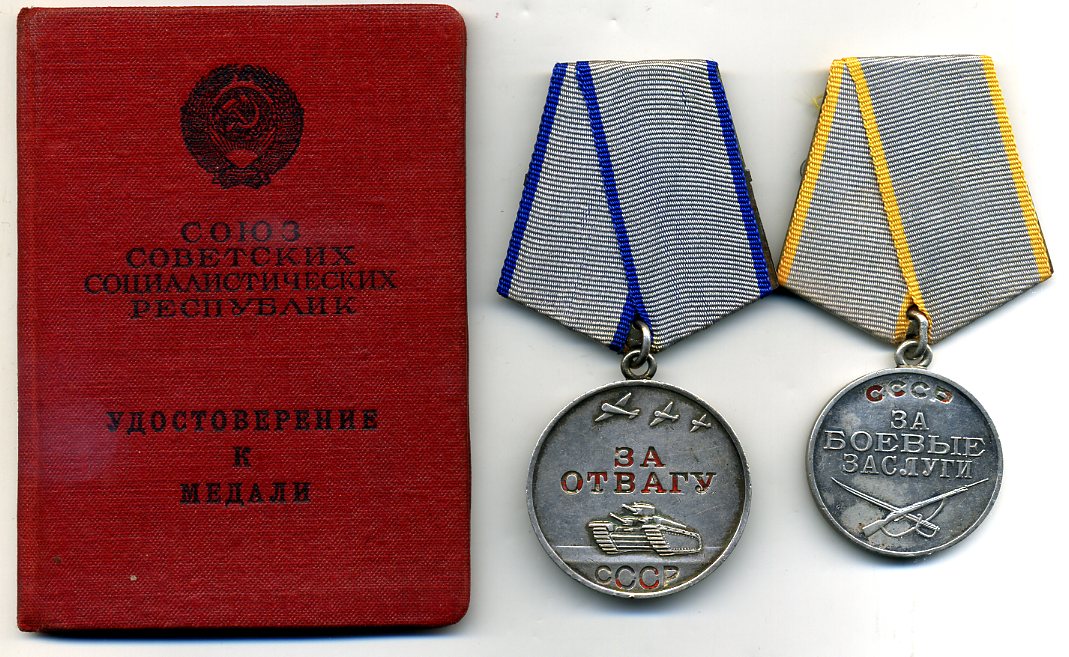 СОЮЗ
СОВЕТСКИХ
СОЦИАЛИСТИЧЕСКИХ
РЕСПУБЛИК
УДОСТОВЕРЕНИЕ
К
МЕДАЛИ
ЗА
ОТВАГУ
СССР
СССР
ЗА
БОЕВЫЕ
ЗАСЛУГИ